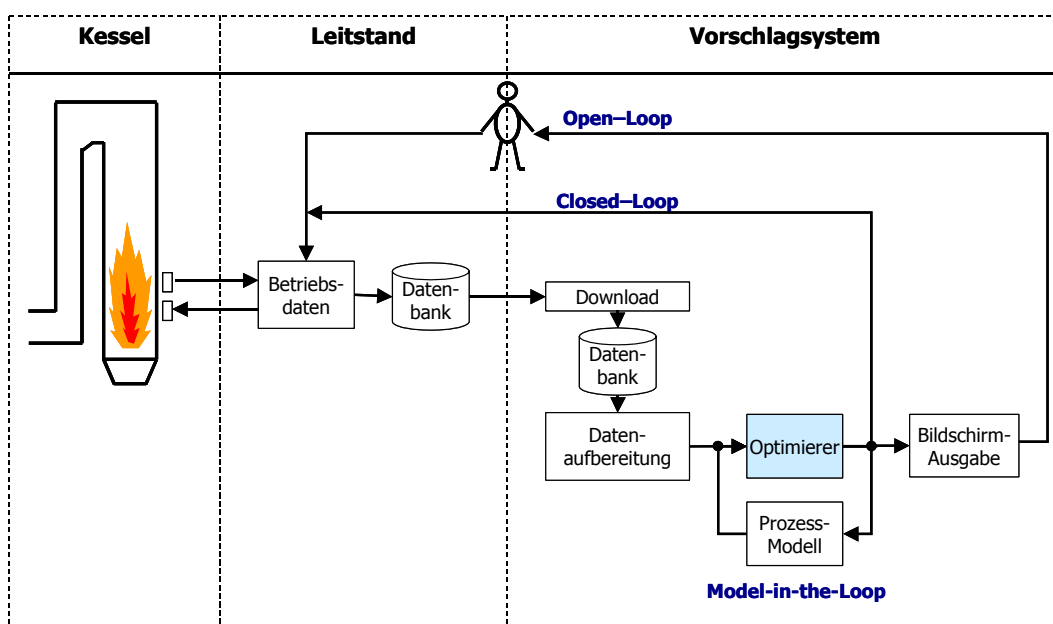 Kessel
Leitstand
Vorschlagsystem
Open–Loop
Closed–Loop
Betriebs-
daten
Daten-
bank
Download
Daten-
bank
Daten-
aufbereitung
Optimierer
Bildschirm-
Ausgabe
Prozess-
Modell
Model-in-the-Loop